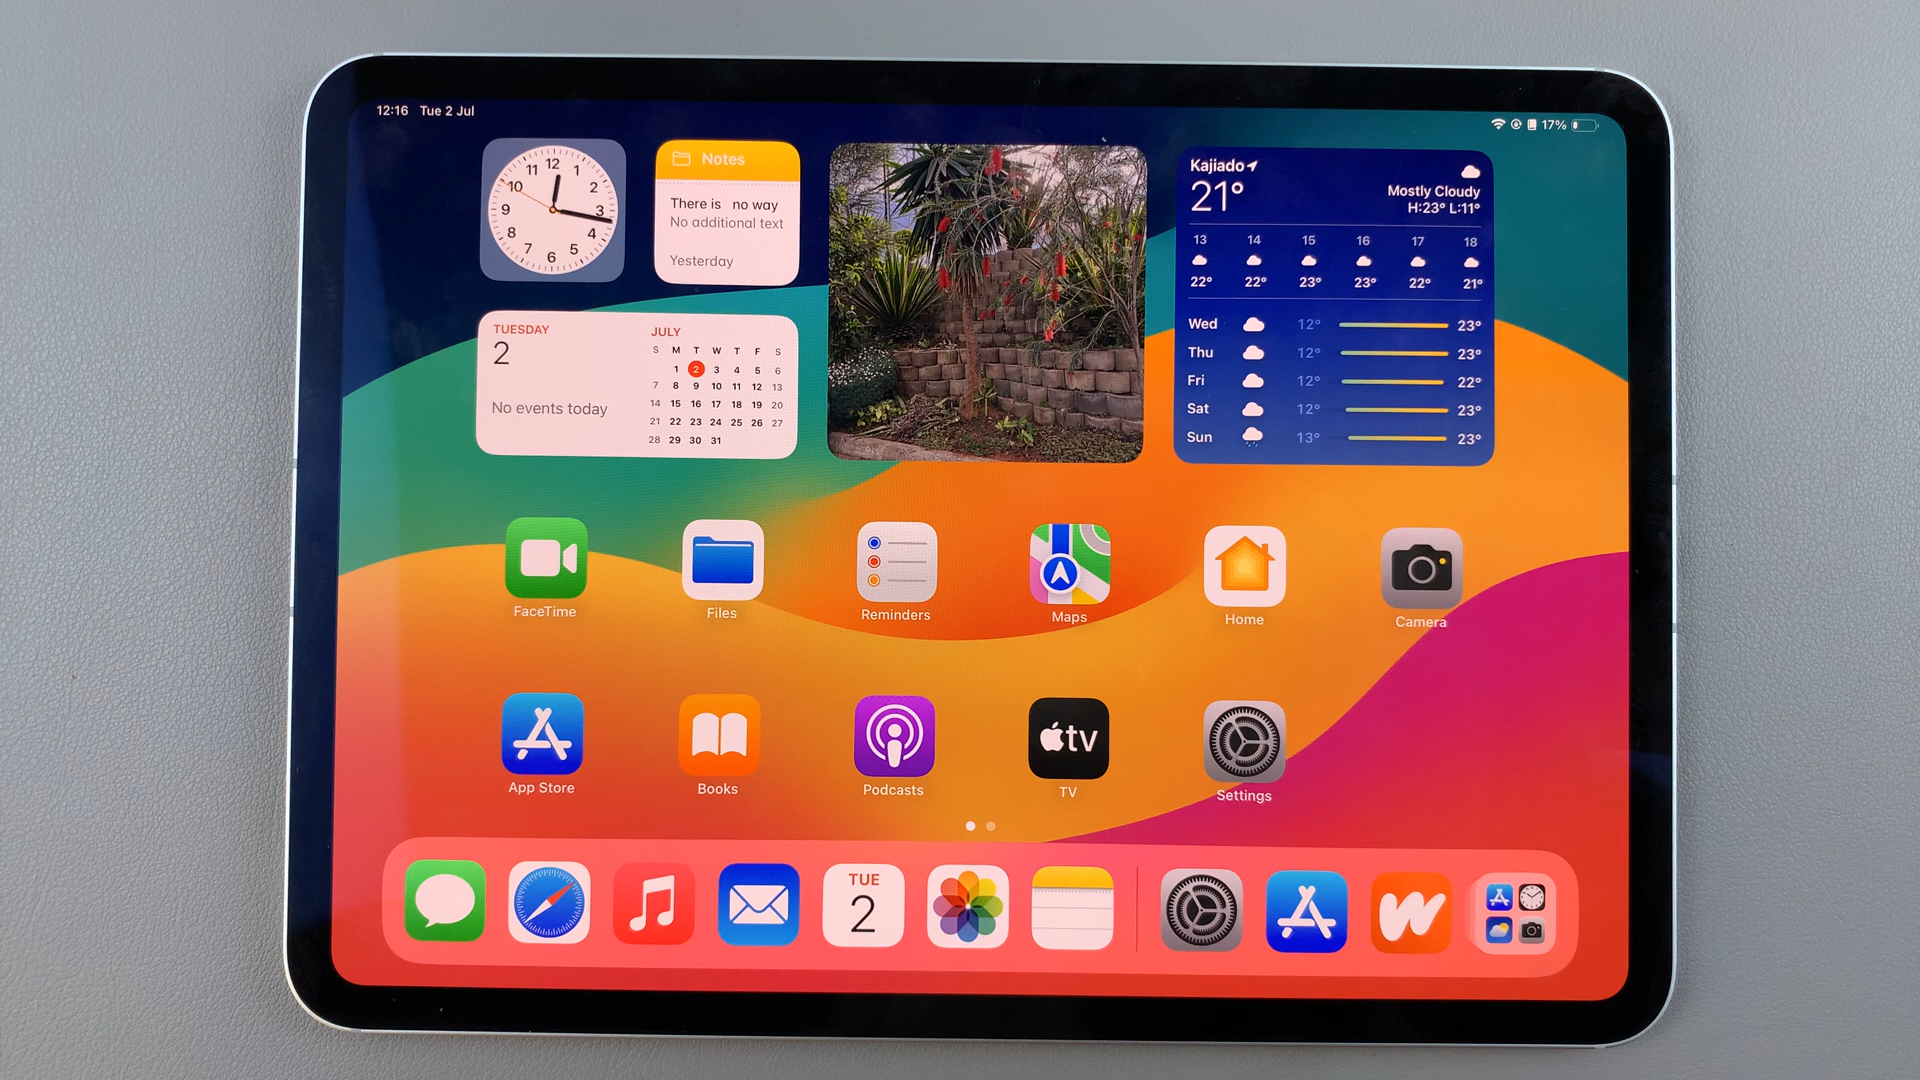 12:16 Tue 2 Jul
17%
12
1
2
3
4
5
6
7
8
9
10
11
Notes
There is no way
No additional text
Yesterday
TUESDAY
2
No events today
JULY
S M T W T F S
1 2 3 4 5 6
7 8 9 10 11 12 13
14 15 16 17 18 19 20
21 22 23 24 25 26 27
28 29 30 31
Kajiado
21°
Mostly Cloudy
H:23° L:11°
13 14 15 16 17 18
22° 22° 23° 23° 22° 21°
Wed 12° 23°
Thu 12° 23°
Fri 12° 22°
Sat 12° 23°
Sun 13° 23°
FaceTime Files Reminders Maps Home Camera
tv
App Store Books Podcasts TV Settings
TUE
2
W